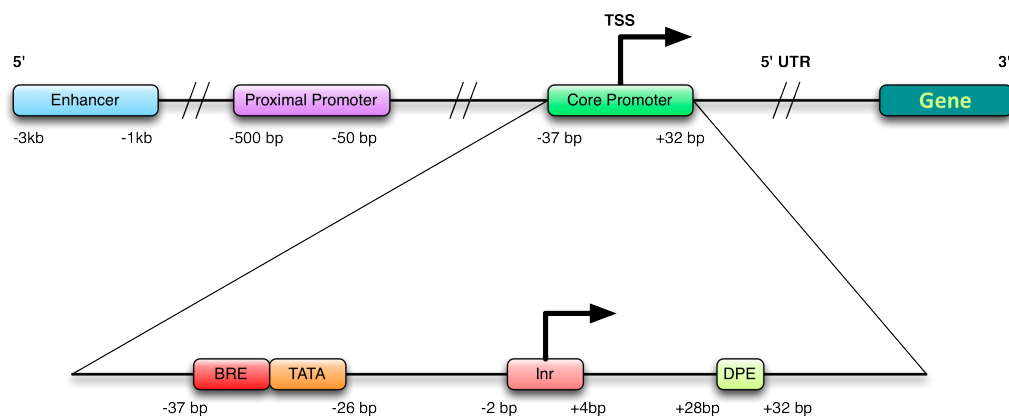 TSS
5' 5' UTR 3'
Enhancer Proximal Promoter Core Promoter Gene
-3kb -1kb -500 bp -50 bp -37 bp +32 bp
BRE TATA Inr DPE
-37 bp -26 bp -2 bp +4bp +28bp +32 bp